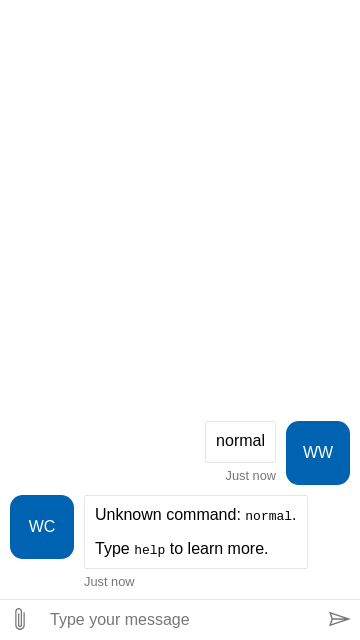 normal
WW
Just now
WC
Unknown command: normal.
Type help to learn more.
Just now
Type your message